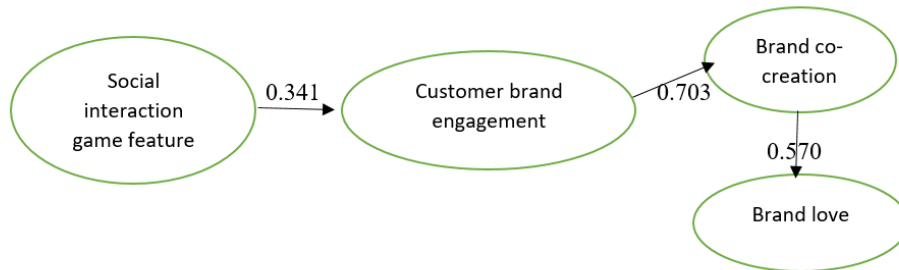 Social
interaction
game feature
0.341
Customer brand
engagement
0.703
Brand co-
creation
0.570
Brand love